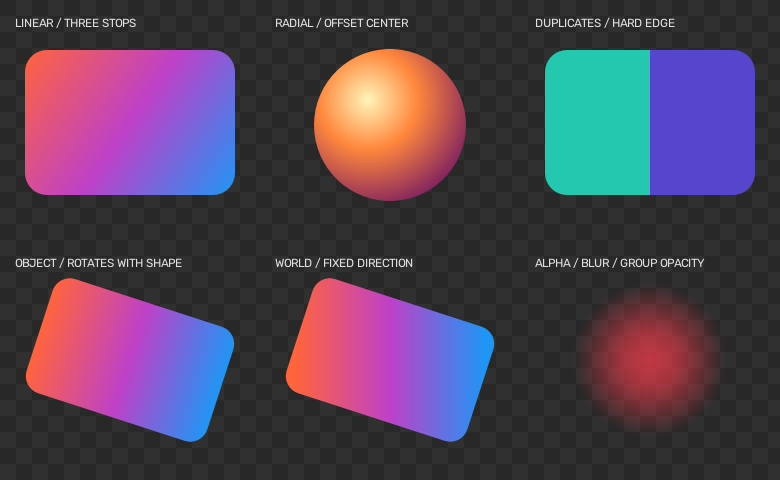 LINEAR / THREE STOPS
RADIAL / OFFSET CENTER
DUPLICATES / HARD EDGE
OBJECT / ROTATES WITH SHAPE
WORLD / FIXED DIRECTION
ALPHA / BLUR / GROUP OPACITY